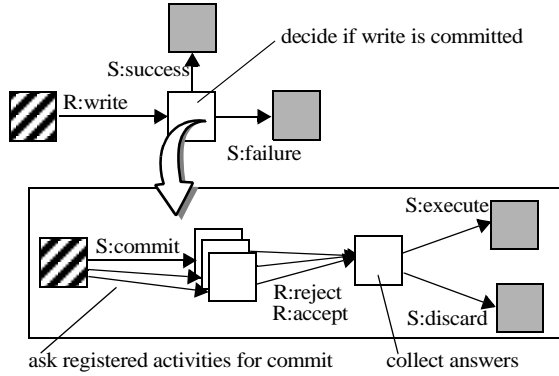 decide if write is committed
S:success
R:write
S:failure
S:execute
S:commit
R:reject
R:accept
S:discard
ask registered activities for commit
collect answers